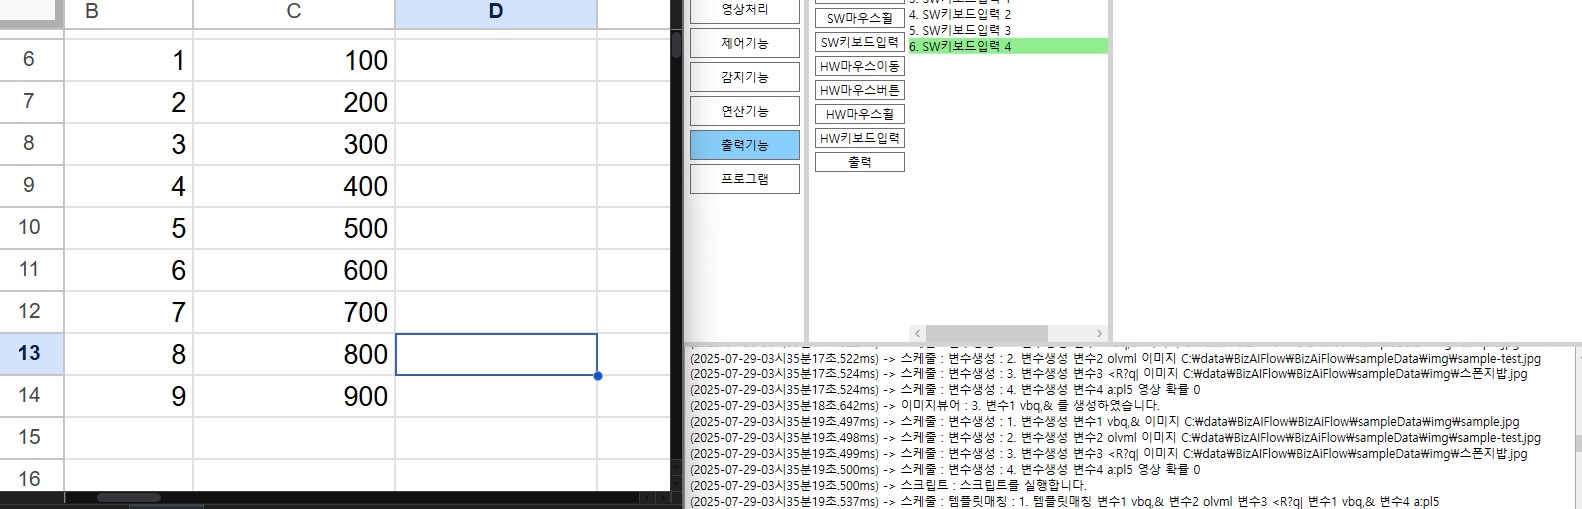 B C D
6 1 100
7 2 200
8 3 300
9 4 400
10 5 500
11 6 600
12 7 700
13 8 800
14 9 900
15
16
영상처리
제어기능
감지기능
연산기능
출력기능
프로그램
SW마우스휠
SW키보드입력
HW마우스이동
HW마우스버튼
HW마우스휠
HW키보드입력
출력
4. SW키보드입력 2
5. SW키보드입력 3
6. SW키보드입력 4
(2025-07-29-03시35분17초.522ms) -> 스케줄 : 변수생성 : 2. 변수생성 변수2 olvml 이미지 C:₩data₩BizAIFlow₩BizAiFlow₩sampleData₩img₩sample-test.jpg
(2025-07-29-03시35분17초.524ms) -> 스케줄 : 변수생성 : 3. 변수생성 변수3 <R?q| 이미지 C:₩data₩BizAIFlow₩BizAiFlow₩sampleData₩img₩스폰지밥.jpg
(2025-07-29-03시35분17초.524ms) -> 스케줄 : 변수생성 : 4. 변수생성 변수4 a:pl5 영상 확률 0
(2025-07-29-03시35분18초.642ms) -> 이미지뷰어 : 3. 변수1 vbq,& 를 생성하였습니다.
(2025-07-29-03시35분19초.497ms) -> 스케줄 : 변수생성 : 1. 변수생성 변수1 vbq,& 이미지 C:₩data₩BizAIFlow₩BizAiFlow₩sampleData₩img₩sample.jpg
(2025-07-29-03시35분19초.498ms) -> 스케줄 : 변수생성 : 2. 변수생성 변수2 olvml 이미지 C:₩data₩BizAIFlow₩BizAiFlow₩sampleData₩img₩sample-test.jpg
(2025-07-29-03시35분19초.499ms) -> 스케줄 : 변수생성 : 3. 변수생성 변수3 <R?q| 이미지 C:₩data₩BizAIFlow₩BizAiFlow₩sampleData₩img₩스폰지밥.jpg
(2025-07-29-03시35분19초.500ms) -> 스케줄 : 변수생성 : 4. 변수생성 변수4 a:pl5 영상 확률 0
(2025-07-29-03시35분19초.500ms) -> 스크립트 : 스크립트를 실행합니다.
(2025-07-29-03시35분19초.537ms) -> 스케줄 : 템플릿매칭 : 1. 템플릿매칭 변수1 vbq,& 변수2 olvml 변수3 <R?q| 변수1 vbq,& 변수4 a:pl5